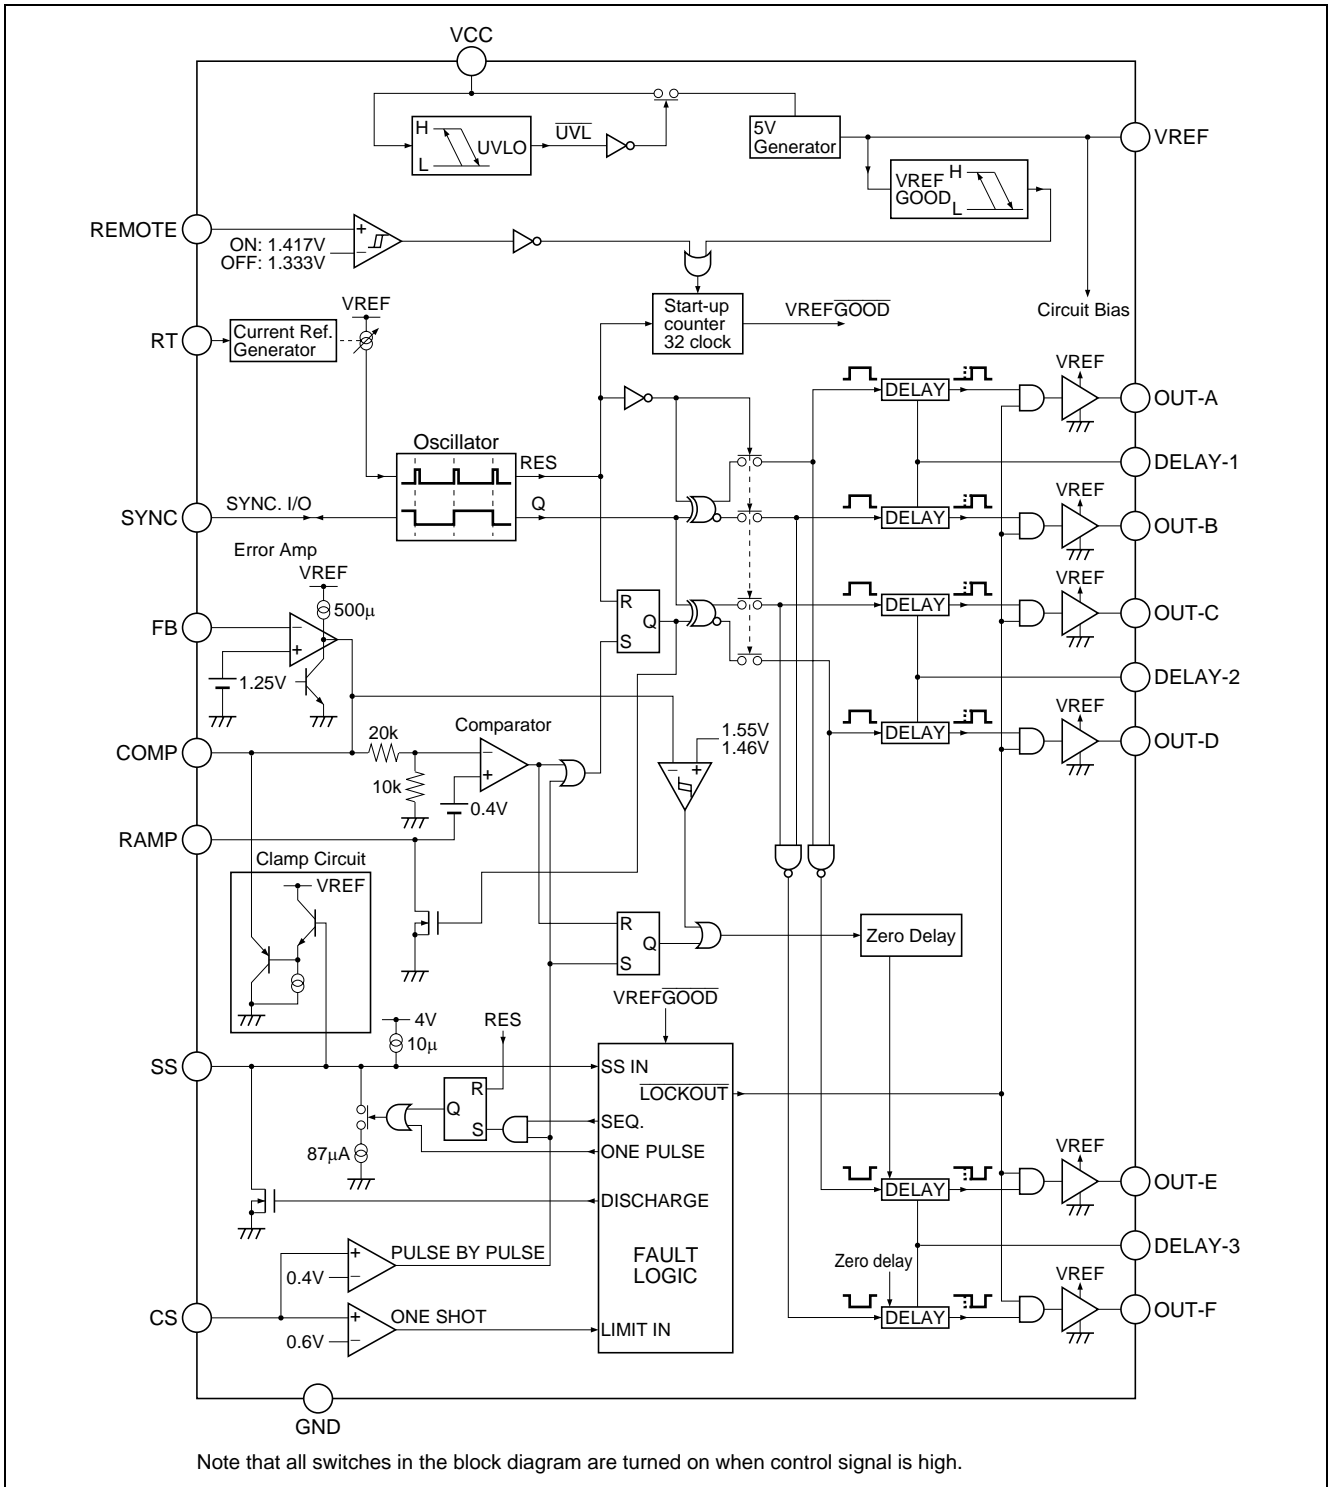 VCC
H
UVLO
L
UVL
5V
Generator
VREF
VREF
GOOD
H
L
REMOTE
+
−
ON: 1.417V
OFF: 1.333V
Start-up
counter
32 clock
VREFGOOD
Circuit Bias
RT
Current Ref.
Generator
VREF
DELAY
VREF
OUT-A
Oscillator
RES
DELAY-1
SYNC
SYNC. I/O
Q
DELAY
VREF
OUT-B
Error Amp
VREF
500μ
FB
−
+
1.25V
R
S
Q
DELAY
VREF
OUT-C
DELAY-2
COMP
20k
10k
Comparator
−
+
0.4V
−
+
1.55V
1.46V
DELAY
VREF
OUT-D
RAMP
Clamp Circuit
VREF
R
S
Q
Zero Delay
4V
10μ
RES
VREFGOOD
SS
SS IN
LOCKOUT
R
Q
S
SEQ.
ONE PULSE
87μA
DISCHARGE
FAULT
LOGIC
DELAY
VREF
OUT-E
DELAY-3
PULSE BY PULSE
+
−
0.4V
Zero delay
CS
ONE SHOT
+
−
0.6V
LIMIT IN
DELAY
VREF
OUT-F
GND
Note that all switches in the block diagram are turned on when control signal is high.